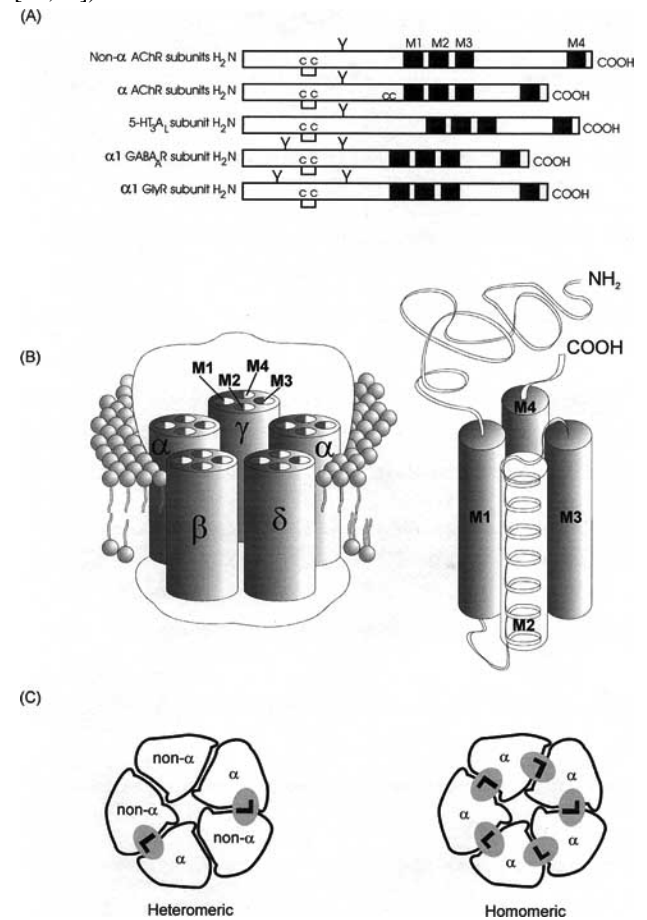 (A)
M1 M2 M3 M4
Non-α AChR subunits H2N Y C C COOH
α AChR subunits H2N Y C C CC COOH
5-HT3AL subunit H2N Y C C COOH
α1 GABAAR subunit H2N Y Y C C COOH
α1 GlyR subunit H2N Y Y C C COOH
(B)
NH2
COOH
M1 M2 M4 M3
α γ α
β δ
M4
M1 M3
M2
(C)
non-α
α
non-α
non-α
α
Heteromeric
α
α
α
α
α
Homomeric